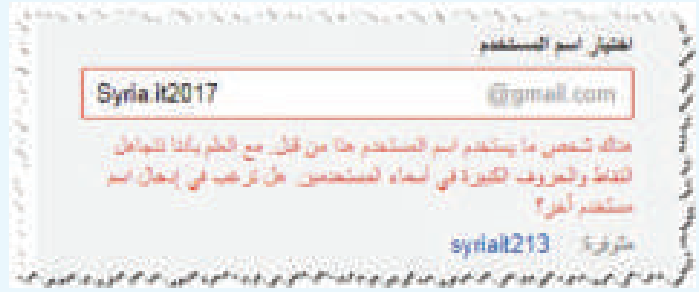 اختيار اسم المستخدم
Syria.it2017 @gmail.com
هناك شخص ما يستخدم اسم المستخدم هذا من قبل. مع العلم بأننا نتجاهل
النقاط والحروف الكبيرة في أسماء المستخدمين. هل ترغب في إدخال اسم
مستخدم آخر؟
متوفرة: syriait213